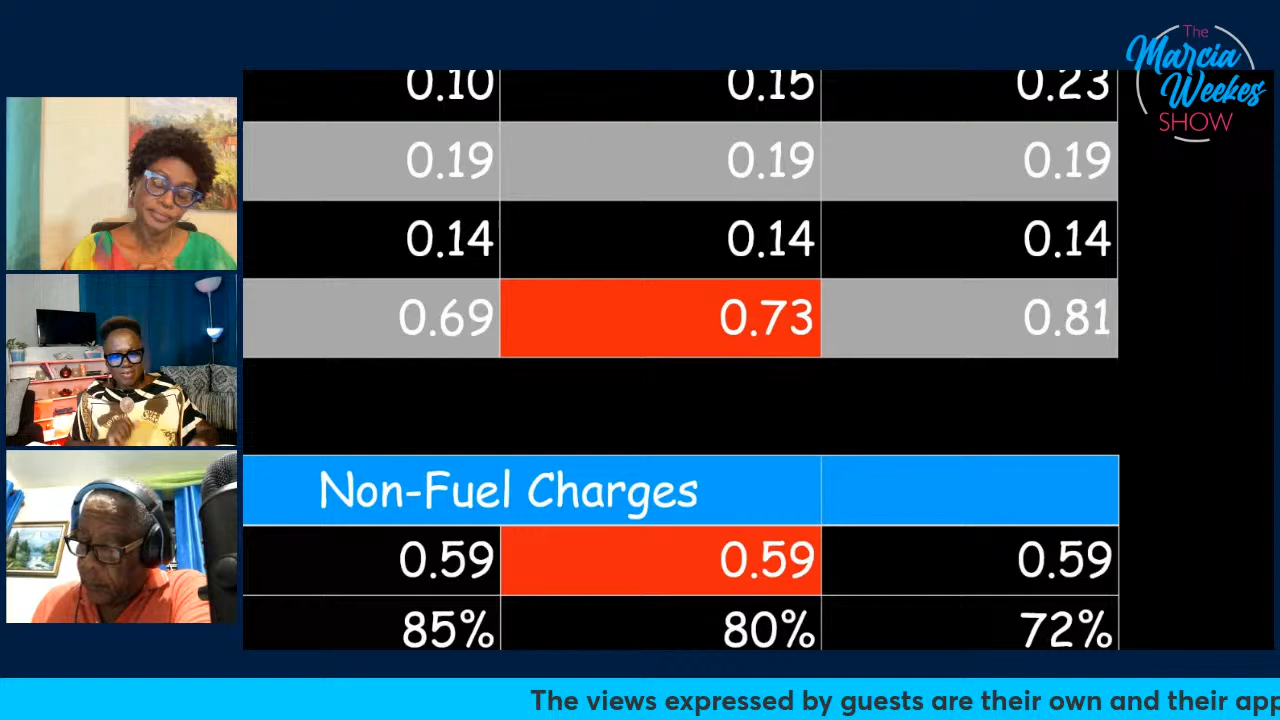 The
Marcia
Weekes
SHOW
0.10 0.15 0.23
0.19 0.19 0.19
0.14 0.14 0.14
0.69 0.73 0.81
Non-Fuel Charges
0.59 0.59 0.59
85% 80% 72%
The views expressed by guests are their own and their app